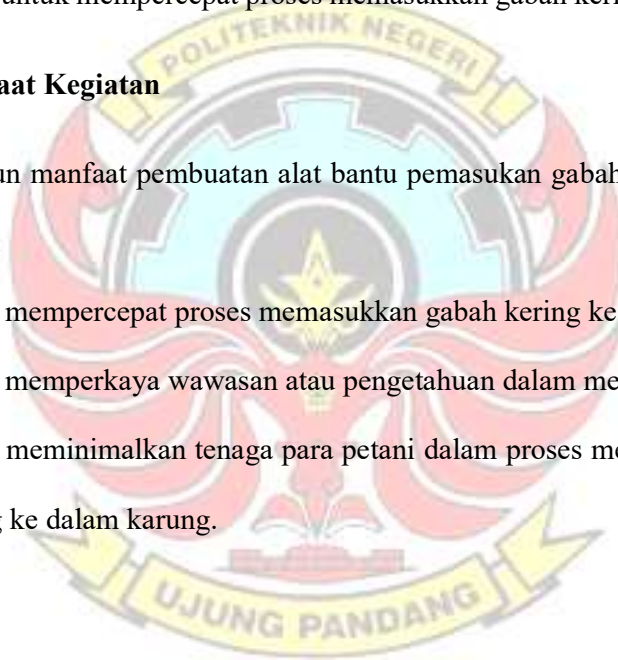 untuk mempercepat proses memasukkan gabah
POLITEKNIK NEGERI
aat Kegiatan
un manfaat pembuatan alat bantu pemasukan gabah
mempercepat proses memasukkan gabah kering ke
memperkaya wawasan atau pengetahuan dalam me
meminimalkan tenaga para petani dalam proses me
g ke dalam karung.
UJUNG PANDANG